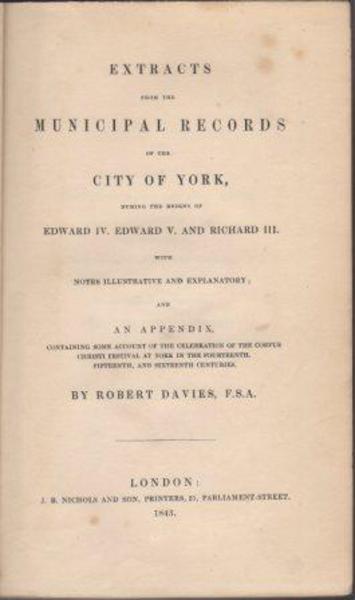 EXTRACTS
FROM THE
MUNICIPAL RECORDS
OF THE
CITY OF YORK,
DURING THE REIGNS OF
EDWARD IV. EDWARD V. AND RICHARD III.
WITH
NOTES ILLUSTRATIVE AND EXPLANATORY;
AND
AN APPENDIX,
CONTAINING SOME ACCOUNT OF THE CELEBRATION OF THE CORPUS
CHRISTI FESTIVAL AT YORK IN THE FOURTEENTH,
FIFTEENTH, AND SIXTEENTH CENTURIES.
BY ROBERT DAVIES, F.S.A.
LONDON:
J. B. NICHOLS AND SON, PRINTERS, 25, PARLIAMENT-STREET.
1843.